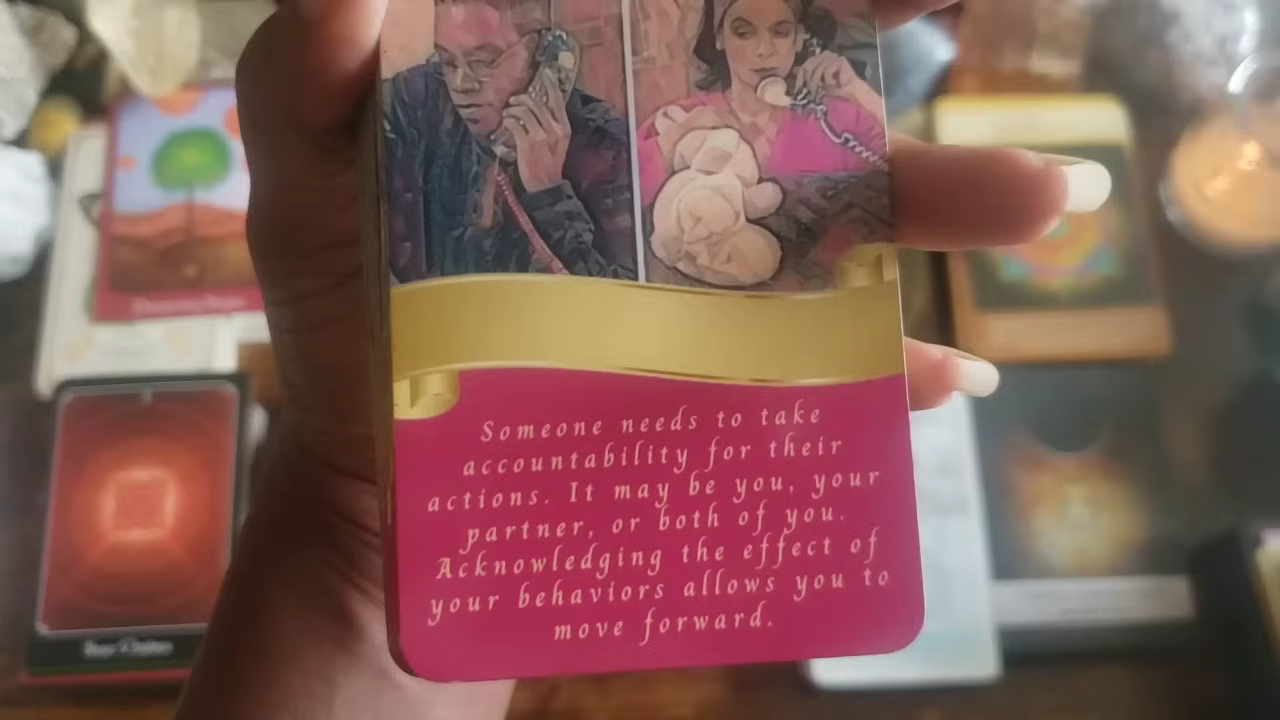 Someone needs to take
accountability for their
actions. It may be you, your
partner, or both of you.
Acknowledging the effect of
your behaviors allows you to
move forward.